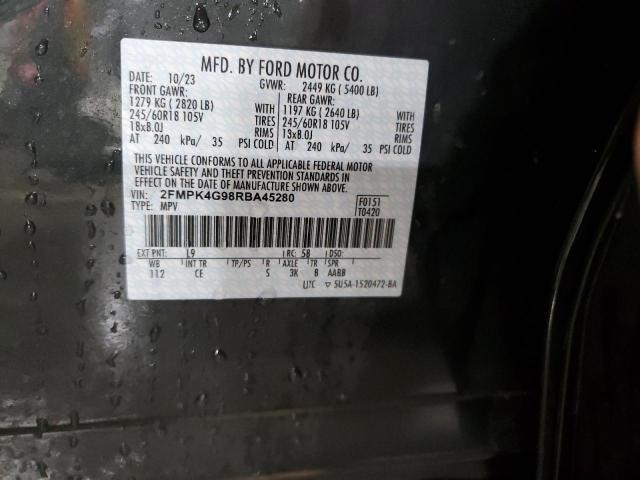 MFD. BY FORD MOTOR CO.
DATE: 10/23 GVWR: 2449 KG ( 5400 LB)
FRONT GAWR: REAR GAWR:
1279 KG ( 2820 LB) WITH 1197 KG ( 2640 LB) WITH
245/60R18 105V TIRES 245/60R18 105V TIRES
18x8.0J RIMS 13x8.0J RIMS
AT 240 kPa/ 35 PSI COLD AT 240 kPa/ 35 PSI COLD
THIS VEHICLE CONFORMS TO ALL APPLICABLE FEDERAL MOTOR
VEHICLE SAFETY AND THEFT PREVENTION STANDARDS IN
EFFECT ON THE DATE OF MANUFACTURE SHOWN ABOVE.
VIN: 2FMPK4G98RBA45280 F0151
TYPE: MPV T0420
EXT PNT: L9 RC: 58 DSO:
WB INT TR TP/PS R AXLE TR SPR
112 CE S 3K B AABB
UTC ▽ 5U5A-1520472-BA